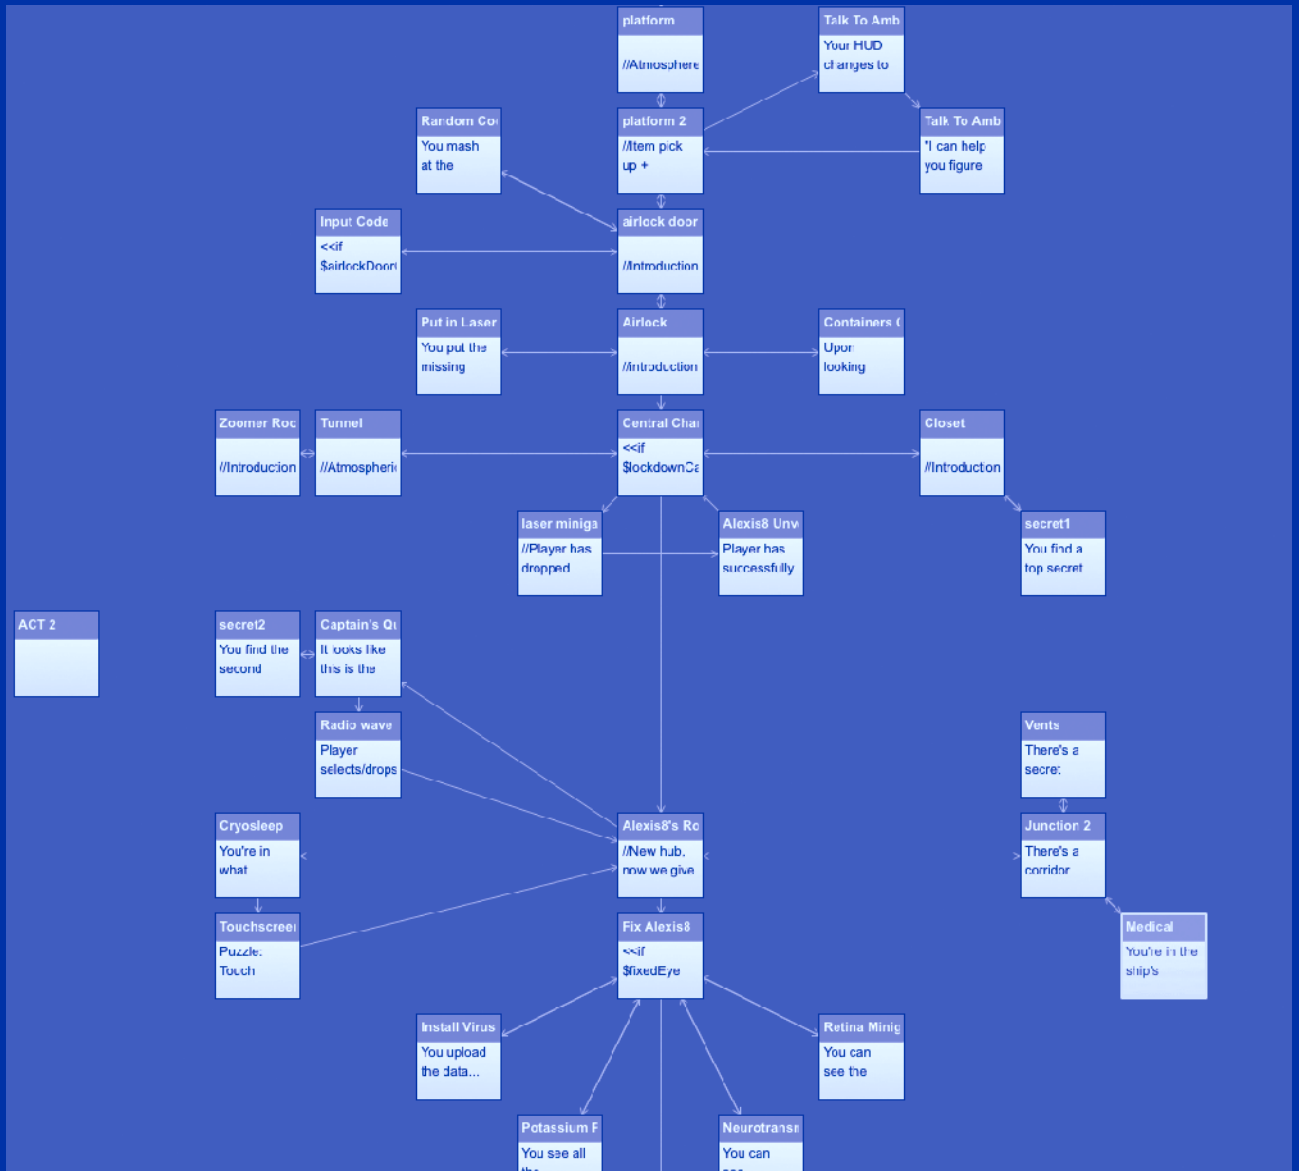 platform
//Atmosphere
Talk To Amb
Your HUD
changes to
Random Co
You mash
at the
platform 2
//Item pick
up +
Talk To Amb
"I can help
you figure
Input Code
<<if
$airlockDoor
airlock door
//Introduction
Put in Laser
You put the
missing
Airlock
//Introduction
Containers
Upon
looking
Zoomer Roc
//Introduction
Tunnel
//Atmospheric
Central Char
<<if
$lockdownCa
Closet
//Introduction
laser miniga
//Player has
dropped
Alexis8 Unv
Player has
successfully
secret1
You find a
top secret
ACT 2
secret2
You find the
second
Captain's Qu
It looks like
this is the
Radio wave
Player
selects/drops
Vents
There's a
secret
Cryosleep
You're in
what
Alexis8's Ro
//New hub,
now we give
Junction 2
There's a
corridor
Touchscreen
Puzzle:
Touch
Fix Alexis8
<<if
$fixedEye
Medical
You're in the
ship's
Install Virus
You upload
the data...
Retina Minig
You can
see the
Potassium F
You see all
Neurotransm
You can